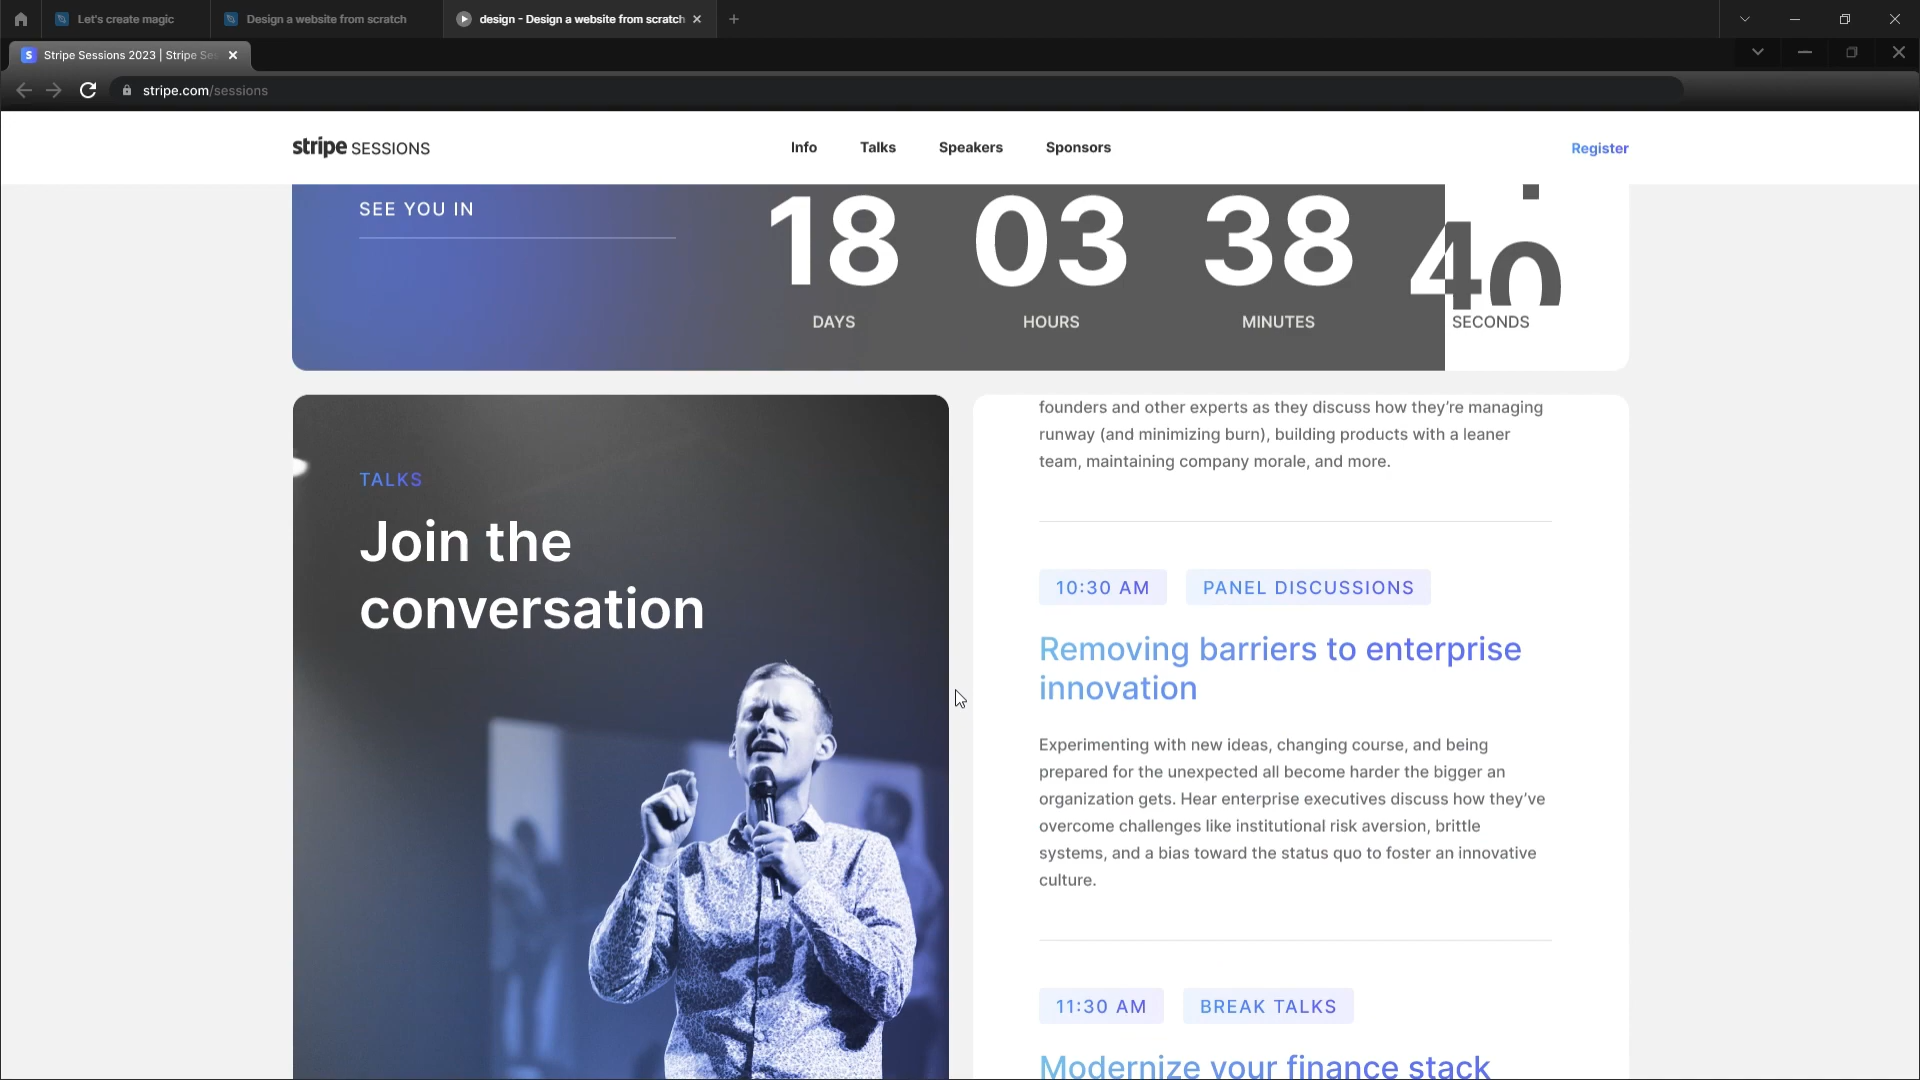 Let's create magic
Design a website from scratch
design - Design a website from scratch
Stripe Sessions 2023 | Stripe Ses
stripe.com/sessions
stripe SESSIONS
Info
Talks
Speakers
Sponsors
Register
SEE YOU IN
18
03
38
DAYS
HOURS
MINUTES
SECONDS
TALKS
Join the
conversation
founders and other experts as they discuss how they’re managing
runway (and minimizing burn), building products with a leaner
team, maintaining company morale, and more.
10:30 AM
PANEL DISCUSSIONS
Removing barriers to enterprise
innovation
Experimenting with new ideas, changing course, and being
prepared for the unexpected all become harder the bigger an
organization gets. Hear enterprise executives discuss how they’ve
overcome challenges like institutional risk aversion, brittle
systems, and a bias toward the status quo to foster an innovative
culture.
11:30 AM
BREAK TALKS
Modernize your finance stack